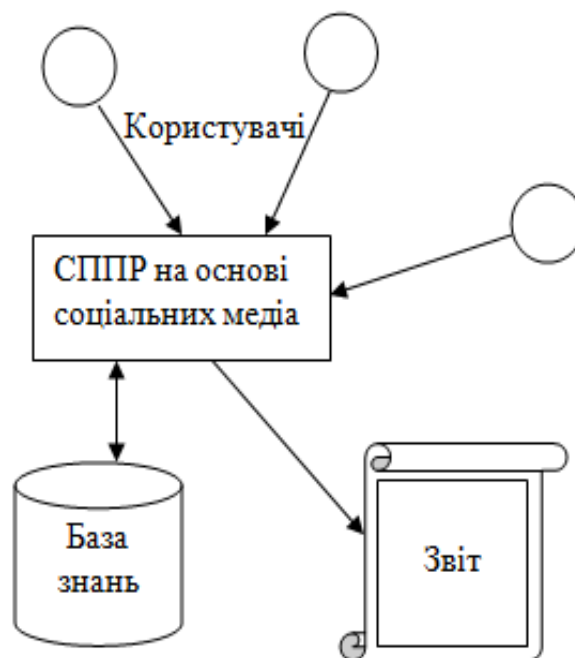 Користувачі
СППР на основі
соціальних медіа
База
знань
Звіт